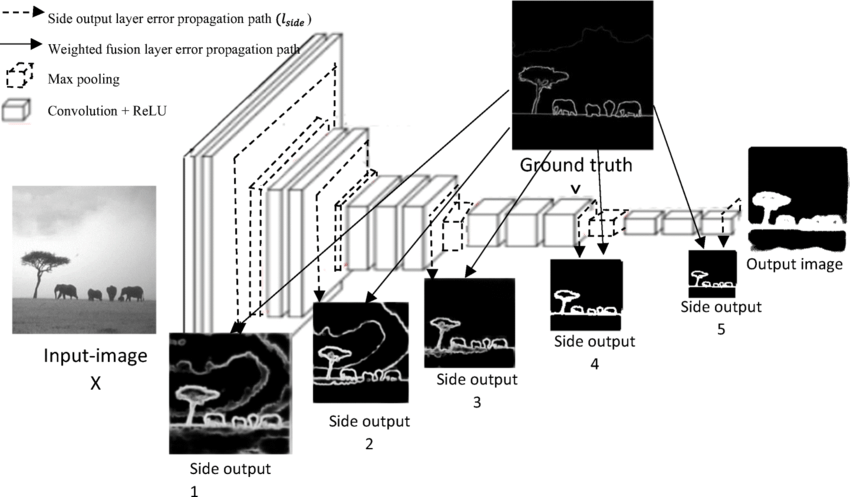 Side output layer error propagation path (lside)
Weighted fusion layer error propagation path
Max pooling
Convolution + ReLU
Ground truth
Input-image
X
Output image
Side output
1
Side output
2
Side output
3
Side output
4
Side output
5